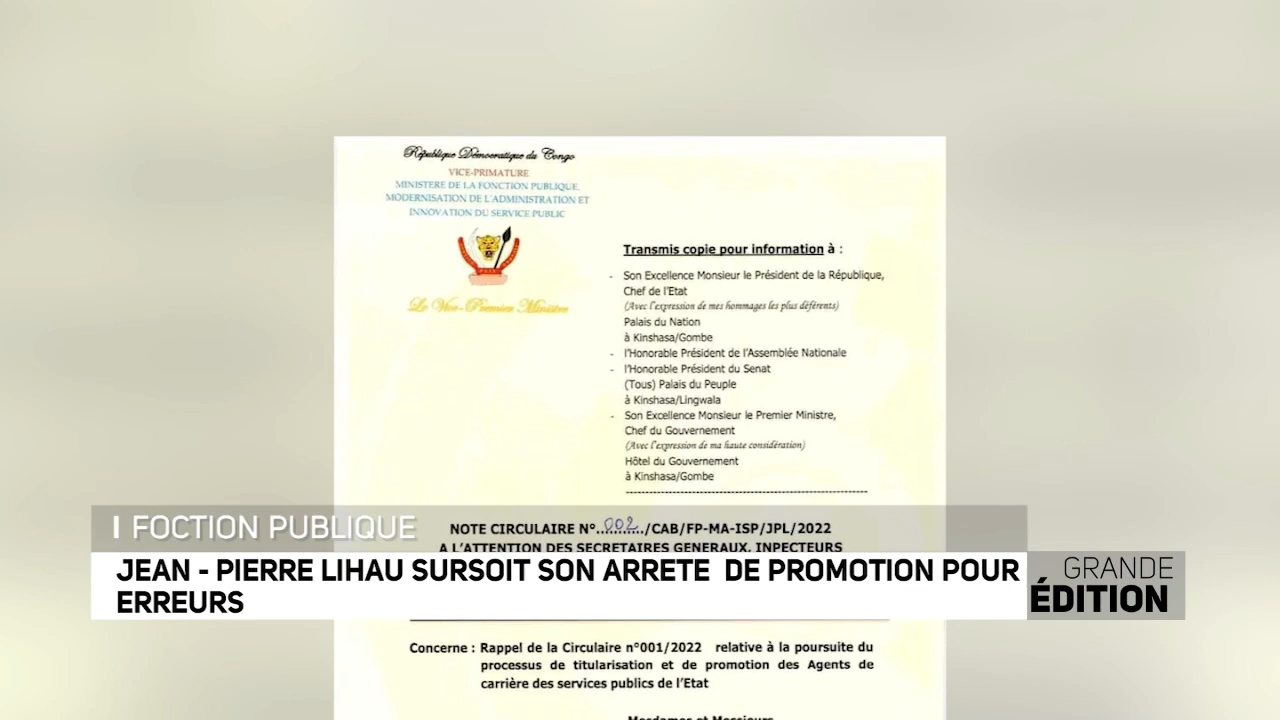 République Démocratique du Congo
VICE-PRIMATURE
MINISTERE DE LA FONCTION PUBLIQUE,
MODERNISATION DE L'ADMINISTRATION ET
INNOVATION DU SERVICE PUBLIC
Le Vice-Premier Ministre
Transmis copie pour information à :
- Son Excellence Monsieur le Président de la République,
Chef de l'Etat
(Avec l'expression de mes hommages les plus déférents)
Palais du Nation
à Kinshasa/Gombe
- l'Honorable Président de l'Assemblée Nationale
- l'Honorable Président du Senat
(Tous) Palais du Peuple
à Kinshasa/Lingwala
- Son Excellence Monsieur le Premier Ministre,
Chef du Gouvernement
(Avec l'expression de ma haute considération)
Hôtel du Gouvernement
à Kinshasa/Gombe
NOTE CIRCULAIRE N°...002.../CAB/FP-MA-ISP/JPL/2022
A L'ATTENTION DES SECRETAIRES GENERAUX, INSPECTEURS
I FOCTION PUBLIQUE
JEAN - PIERRE LIHAU SURSOIT SON ARRETE DE PROMOTION POUR
ERREURS
GRANDE
ÉDITION
Concerne : Rappel de la Circulaire n°001/2022 relative à la poursuite du
processus de titularisation et de promotion des Agents de
carrière des services publics de l'Etat
Mesdames et Messieurs